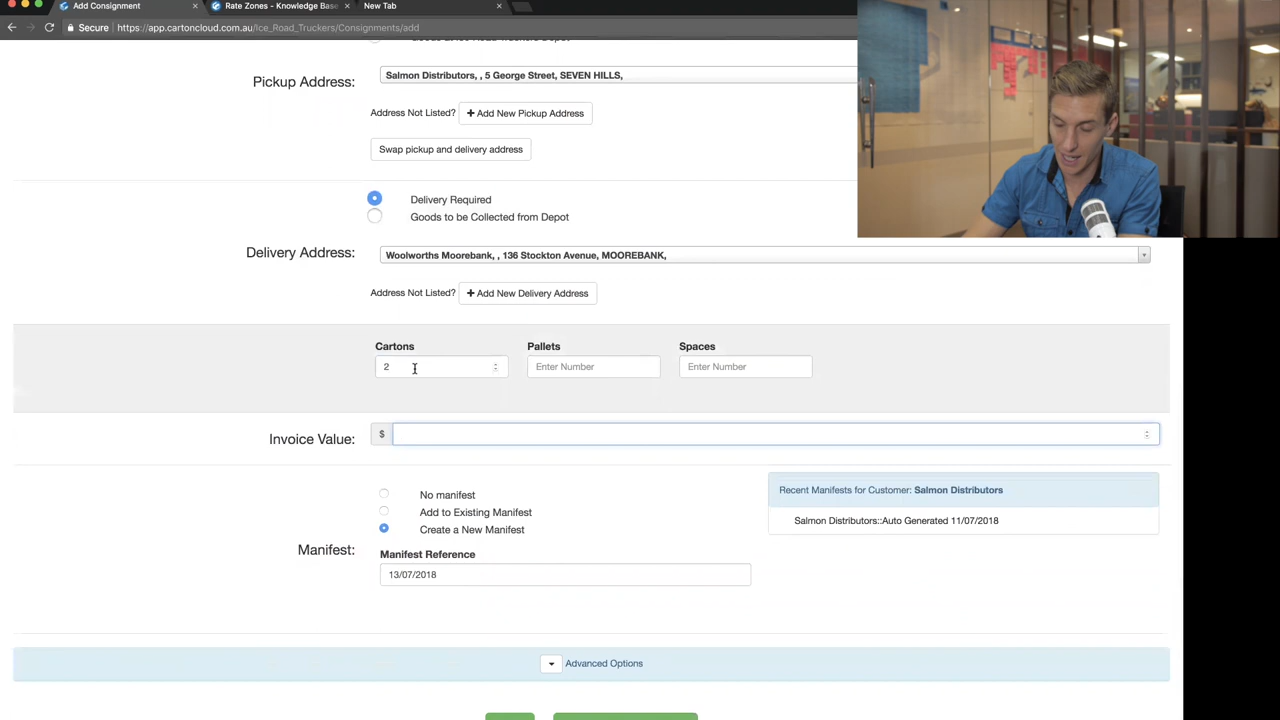 Add Consignment
Rate Zones - Knowledge Base
New Tab
Secure
https://app.cartoncloud.com.au/Ice_Road_Truckers/Consignments/add
Pickup Address:
Salmon Distributors, , 5 George Street, SEVEN HILLS,
Address Not Listed?
Add New Pickup Address
Swap pickup and delivery address
Delivery Required
Goods to be Collected from Depot
Delivery Address:
Woolworths Moorebank, , 136 Stockton Avenue, MOOREBANK,
Address Not Listed?
Add New Delivery Address
Cartons
Pallets
Spaces
2
Enter Number
Enter Number
Invoice Value:
$
No manifest
Add to Existing Manifest
Create a New Manifest
Manifest:
Manifest Reference
13/07/2018
Recent Manifests for Customer: Salmon Distributors
Salmon Distributors::Auto Generated 11/07/2018
Advanced Options